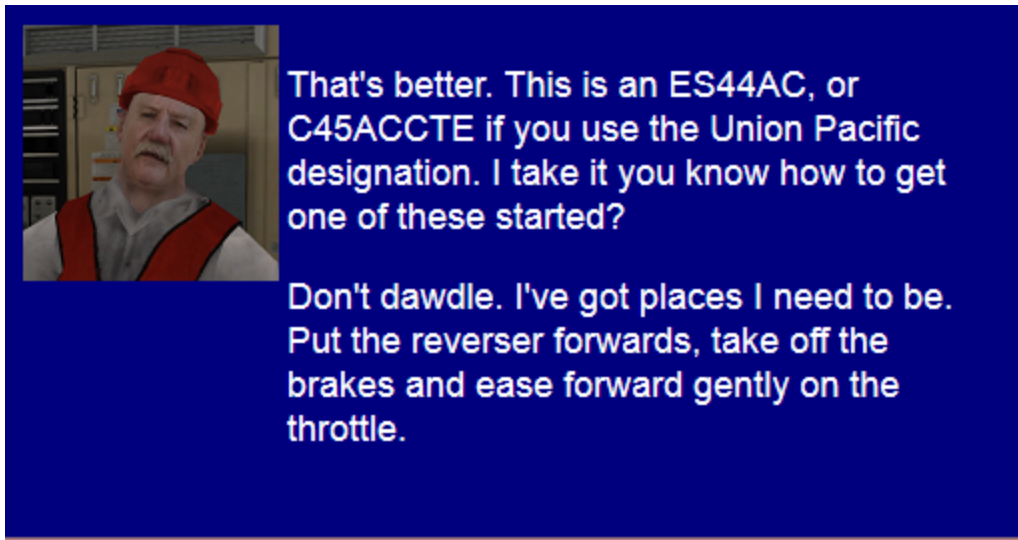 That's better. This is an ES44AC, or
C45ACCTE if you use the Union Pacific
designation. I take it you know how to get
one of these started?
Don't dawdle. I've got places I need to be.
Put the reverser forwards, take off the
brakes and ease forward gently on the
throttle.